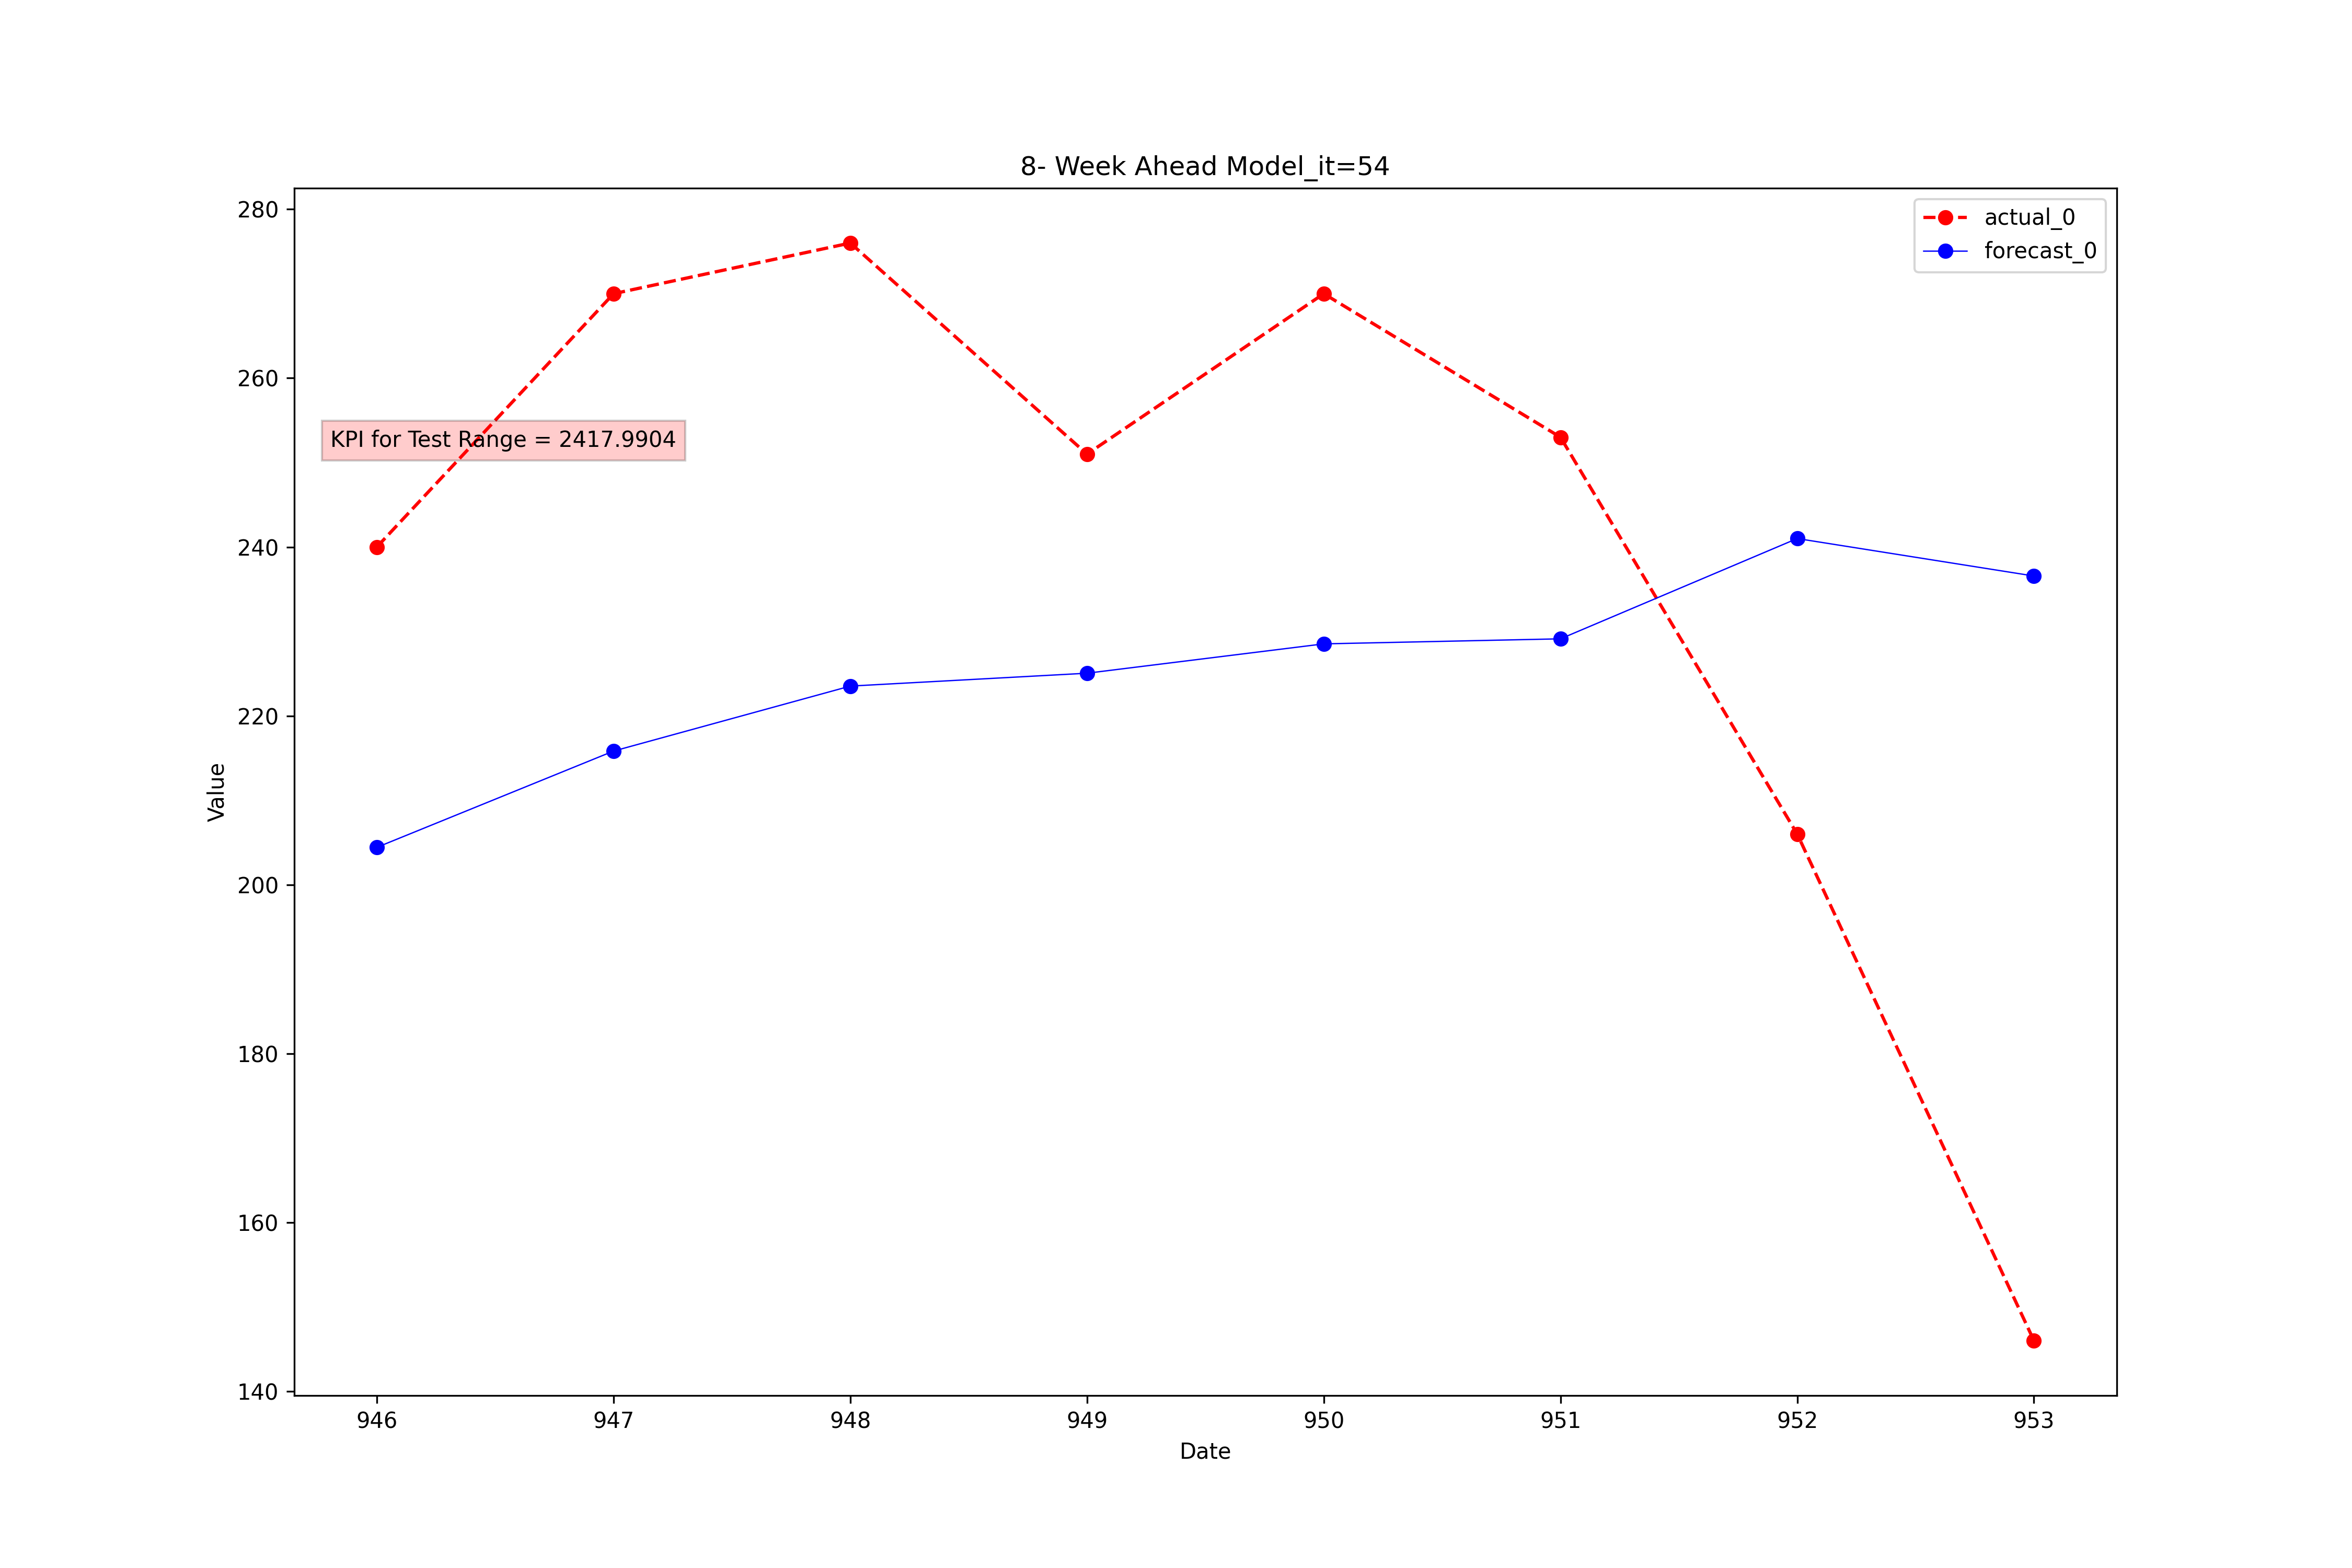 8- Week Ahead Model_it=54
actual_0
forecast_0
KPI for Test Range = 2417.9904
280
260
240
220
200
180
160
140
Value
946 947 948 949 950 951 952 953
Date